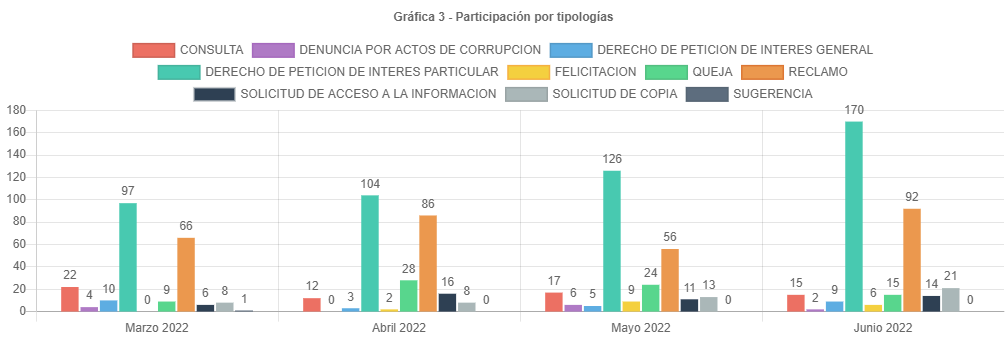 Gráfica 3 - Participación por tipologías
CONSULTA DENUNCIA POR ACTOS DE CORRUPCION DERECHO DE PETICION DE INTERES GENERAL
DERECHO DE PETICION DE INTERES PARTICULAR FELICITACION QUEJA RECLAMO
SOLICITUD DE ACCESO A LA INFORMACION SOLICITUD DE COPIA SUGERENCIA
180
160
140
120
100
80
60
40
20
0
22 4 10 97 0 9 66 6 8 1
12 0 3 104 2 28 86 16 8 0
17 6 5 126 9 24 56 11 13 0
15 2 9 170 6 15 92 14 21 0
Marzo 2022 Abril 2022 Mayo 2022 Junio 2022